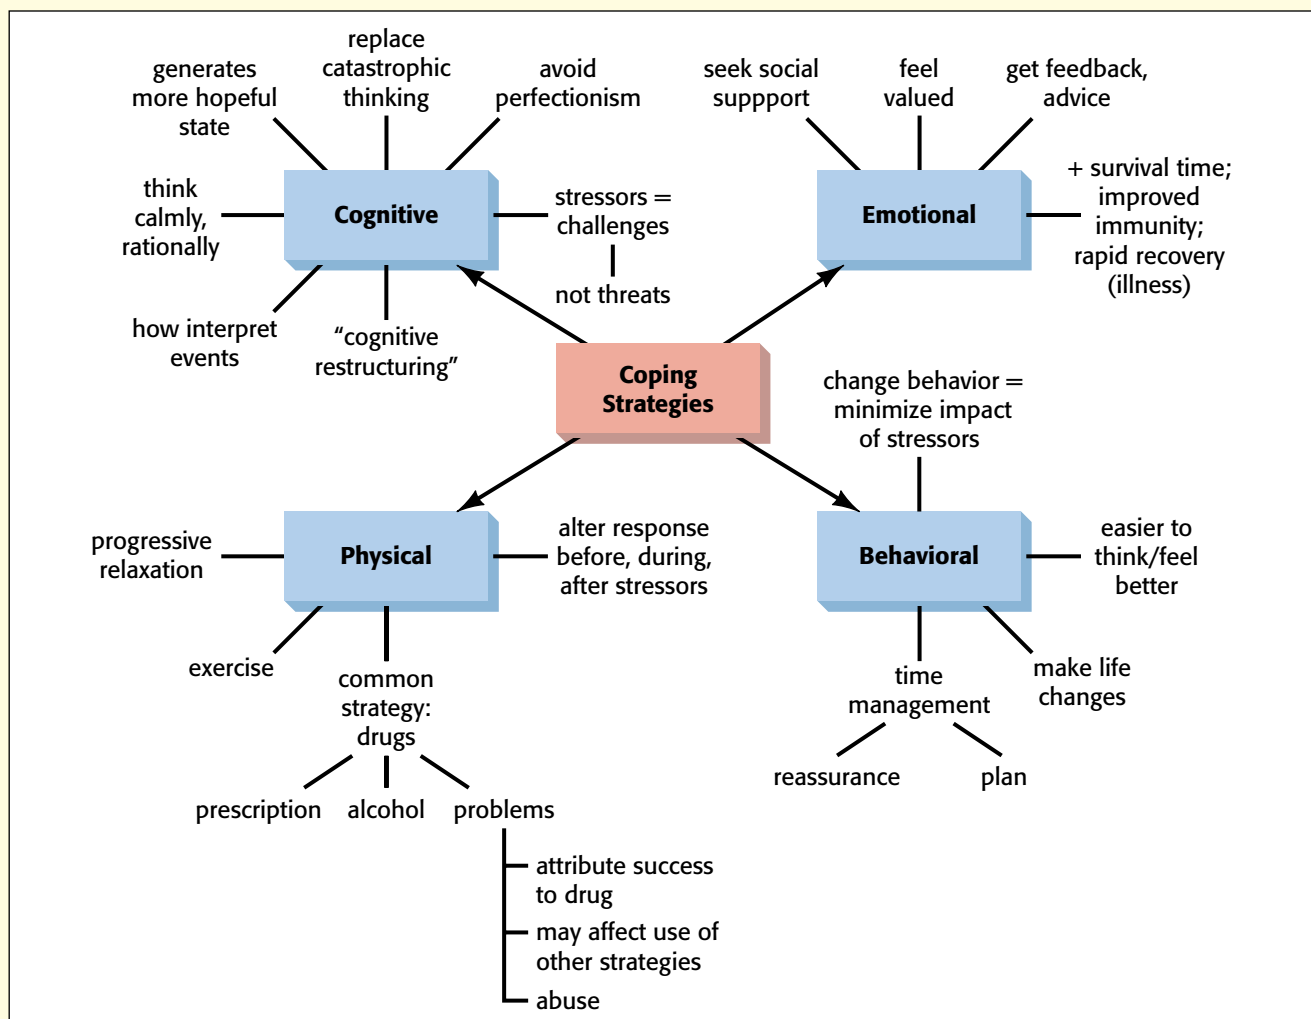 generates
more hopeful
state
replace
catastrophic
thinking
avoid
perfectionism
think
calmly,
rationally
Cognitive
stressors =
challenges
not threats
how interpret
events
“cognitive
restructuring”
seek social
suppport
feel
valued
get feedback,
advice
Emotional
+ survival time;
improved
immunity;
rapid recovery
(illness)
Coping
Strategies
progressive
relaxation
Physical
alter response
before, during,
after stressors
exercise
common
strategy:
drugs
prescription
alcohol
problems
attribute success
to drug
may affect use of
other strategies
abuse
change behavior =
minimize impact
of stressors
Behavioral
easier to
think/feel
better
time
management
make life
changes
reassurance
plan